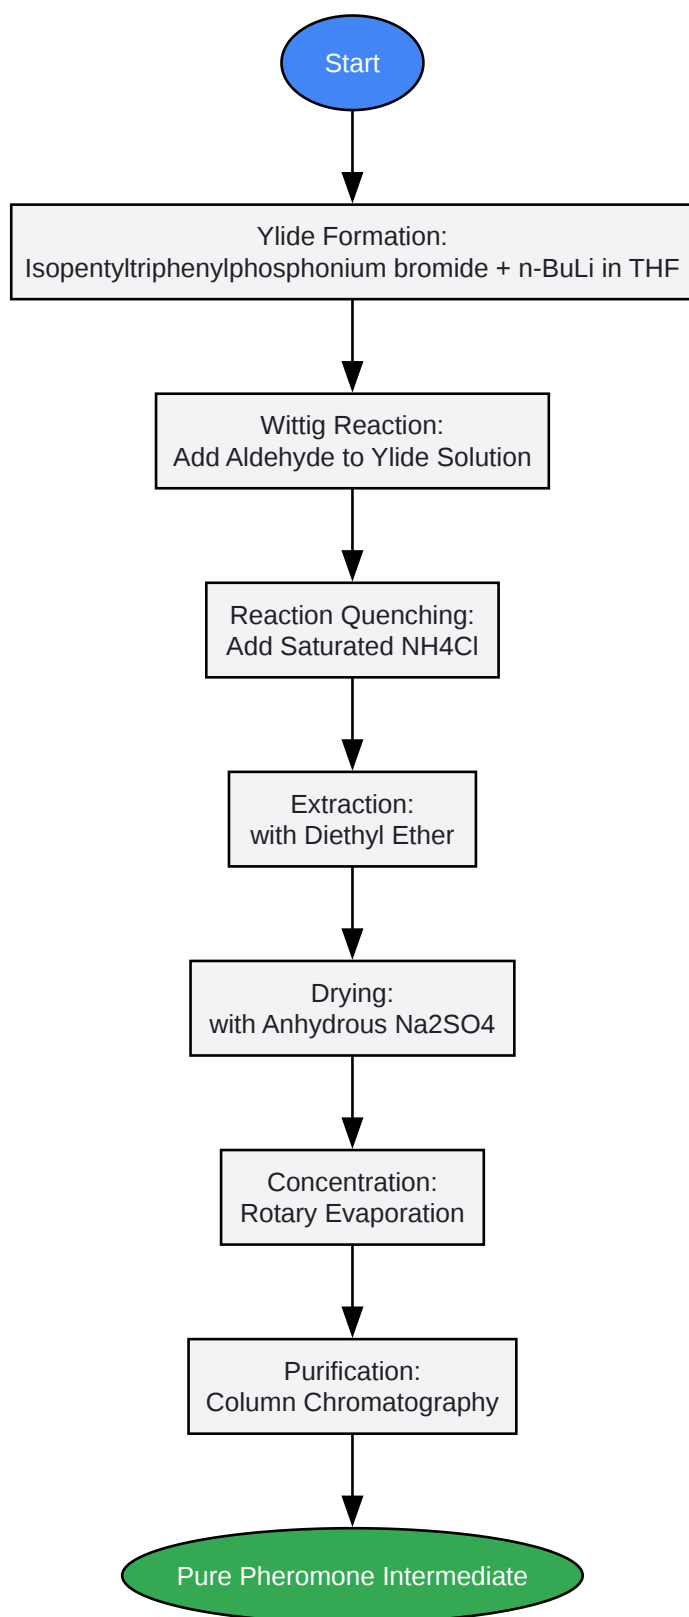 Start
Ylide Formation:
Isopentyltriphenylphosphonium bromide + n-BuLi in THF
Wittig Reaction:
Add Aldehyde to Ylide Solution
Reaction Quenching:
Add Saturated NH4Cl
Extraction:
with Diethyl Ether
Drying:
with Anhydrous Na2SO4
Concentration:
Rotary Evaporation
Purification:
Column Chromatography
Pure Pheromone Intermediate